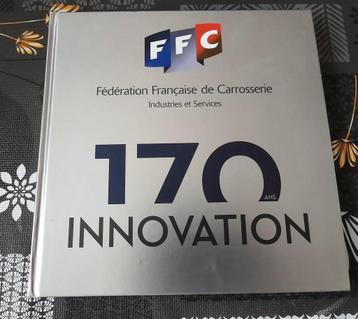 FFC
Fédération Française de Carrosserie
Industries et Services
170
ANS
INNOVATION